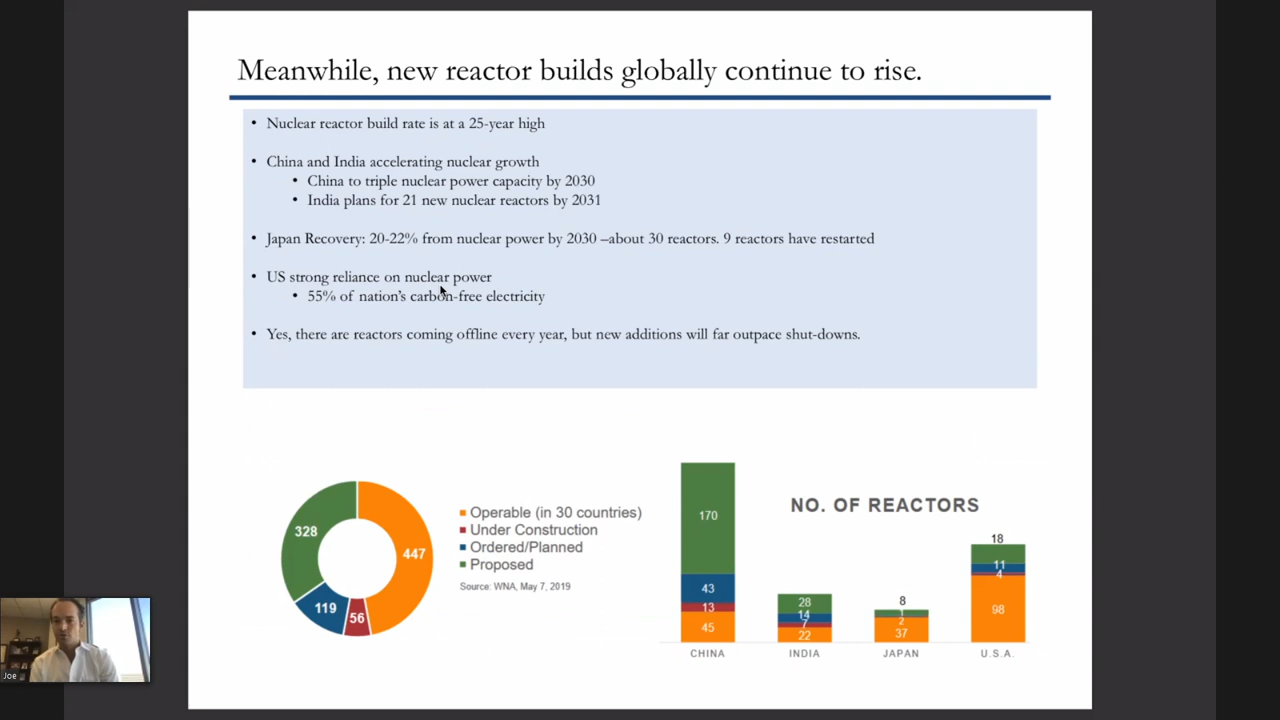 Meanwhile, new reactor builds globally continue to rise.
• Nuclear reactor build rate is at a 25-year high
• China and India accelerating nuclear growth
• China to triple nuclear power capacity by 2030
• India plans for 21 new nuclear reactors by 2031
• Japan Recovery: 20-22% from nuclear power by 2030 –about 30 reactors. 9 reactors have restarted
• US strong reliance on nuclear power
• 55% of nation's carbon-free electricity
• Yes, there are reactors coming offline every year, but new additions will far outpace shut-downs.
328
447
119
56
Operable (in 30 countries)
Under Construction
Ordered/Planned
Proposed
Source: WNA, May 7, 2019
NO. OF REACTORS
170
43
13
45
28
14
7
22
8
1
2
37
18
11
4
98
CHINA
INDIA
JAPAN
U.S.A.
Joe